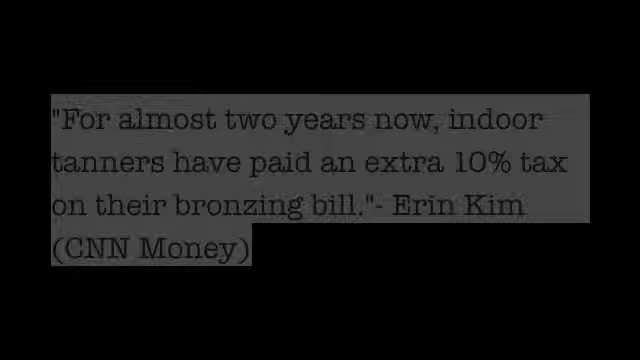 "For almost two years now, indoor
tanners have paid an extra 10% tax
on their bronzing bill."- Erin Kim
(CNN Money)